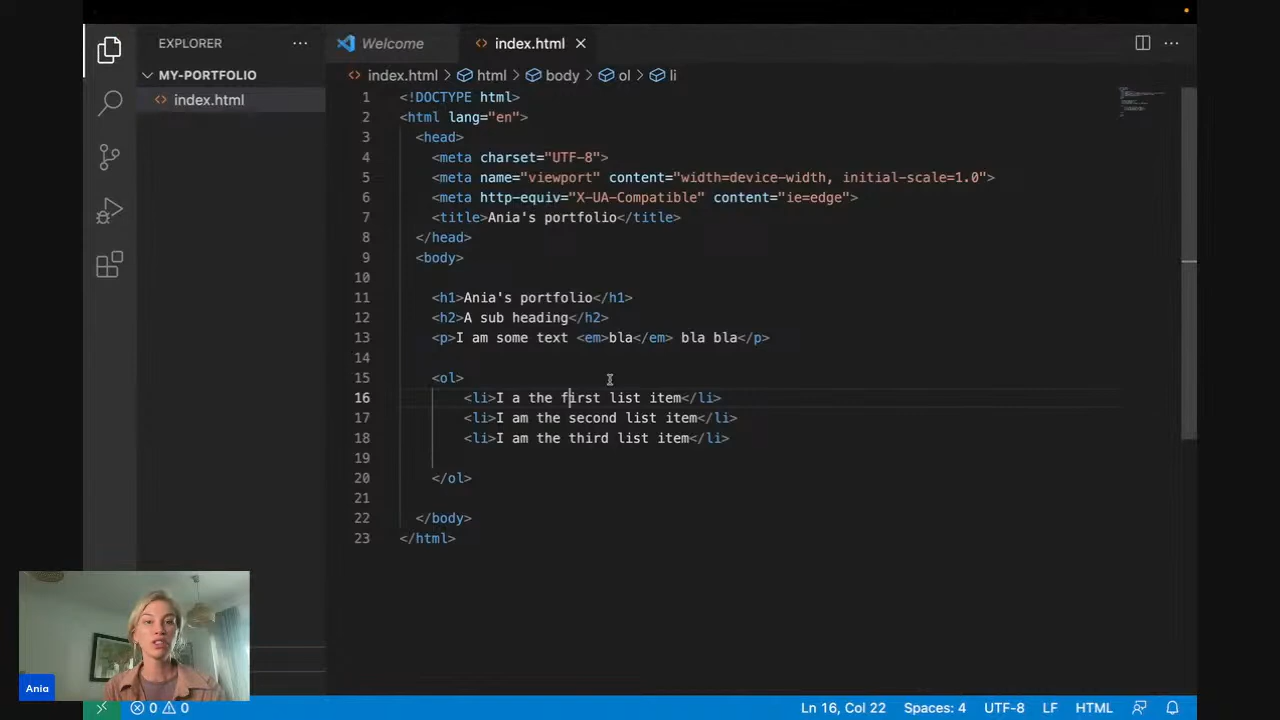 EXPLORER
Welcome
index.html
MY-PORTFOLIO
index.html
index.html > html > body > ol > li
1 <!DOCTYPE html>
2 <html lang="en">
3 <head>
4 <meta charset="UTF-8">
5 <meta name="viewport" content="width=device-width, initial-scale=1.0">
6 <meta http-equiv="X-UA-Compatible" content="ie=edge">
7 <title>Ania's portfolio</title>
8 </head>
9 <body>
10
11 <h1>Ania's portfolio</h1>
12 <h2>A sub heading</h2>
13 <p>I am some text <em>bla</em> bla bla</p>
14
15 <ol>
16 <li>I a the first list item</li>
17 <li>I am the second list item</li>
18 <li>I am the third list item</li>
19
20 </ol>
21
22 </body>
23 </html>
Ania
0 0
Ln 16, Col 22 Spaces: 4 UTF-8 LF HTML